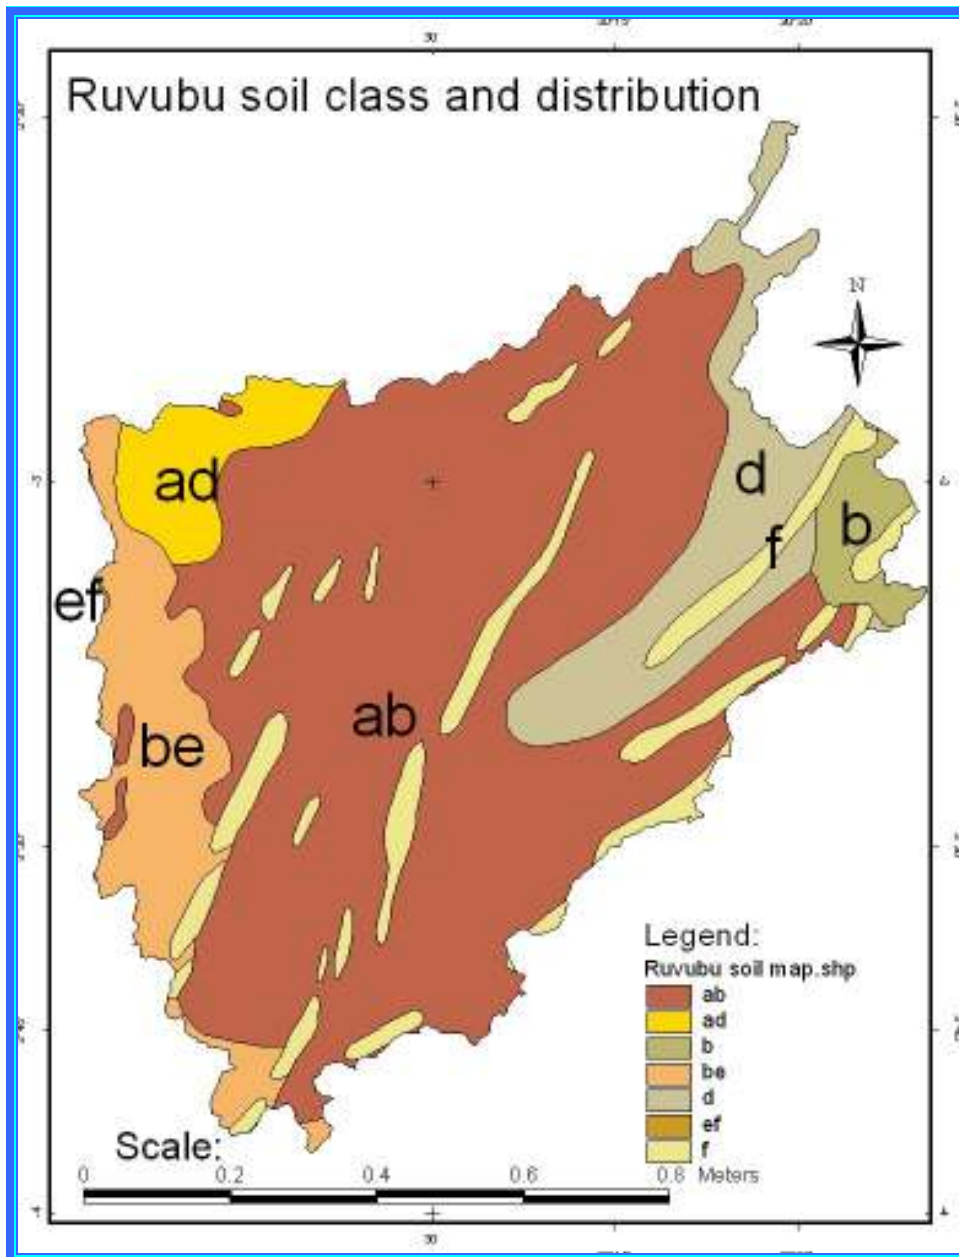 30
Ruvubu soil class and distribution
N
ad
d
b
f
ef
ab
be
Legend:
Ruvubu soil map.shp
ab
ad
b
be
d
ef
f
Scale:
0 0.2 0.4 0.6 0.8 Meters
30